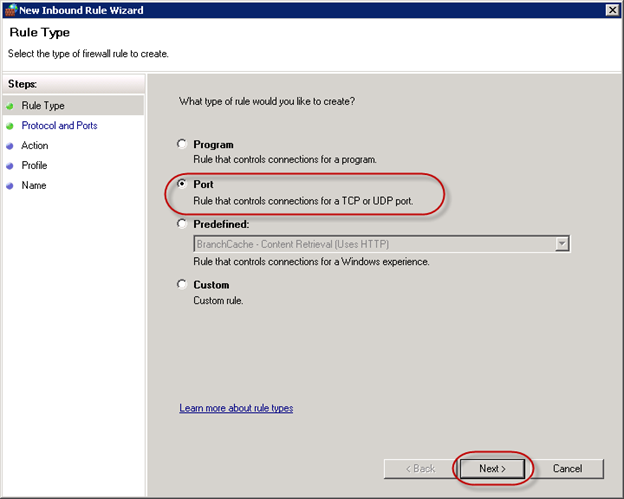 New Inbound Rule Wizard
Rule Type
Select the type of firewall rule to create.
Steps:
Rule Type
Protocol and Ports
Action
Profile
Name
What type of rule would you like to create?
Program
Rule that controls connections for a program.
Port
Rule that controls connections for a TCP or UDP port.
Predefined:
BranchCache - Content Retrieval (Uses HTTP)
Rule that controls connections for a Windows experience.
Custom
Custom rule.
Learn more about rule types
< Back
Next >
Cancel